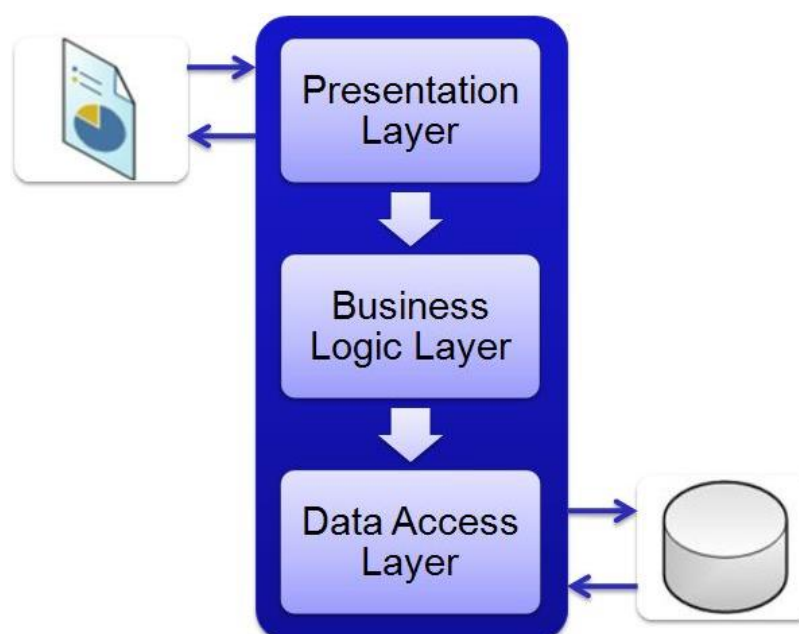 Presentation
Layer
Business
Logic Layer
Data Access
Layer